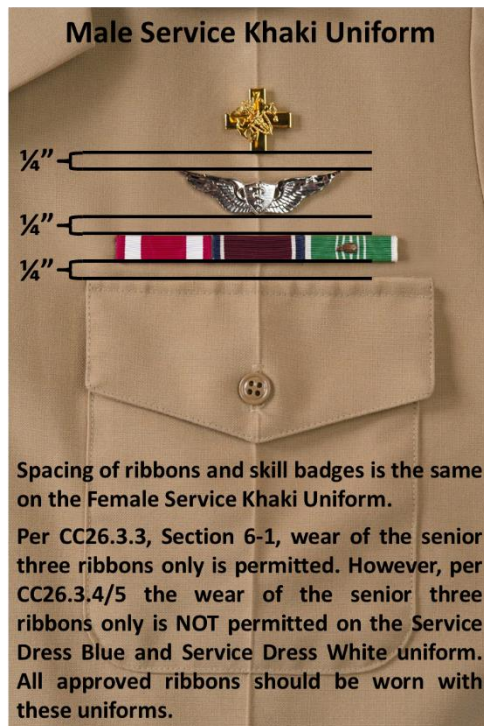 Male Service Khaki Uniform
¼”
¼”
¼”
Spacing of ribbons and skill badges is the same
on the Female Service Khaki Uniform.
Per CC26.3.3, Section 6-1, wear of the senior
three ribbons only is permitted. However, per
CC26.3.4/5 the wear of the senior three
ribbons only is NOT permitted on the Service
Dress Blue and Service Dress White uniform.
All approved ribbons should be worn with
these uniforms.